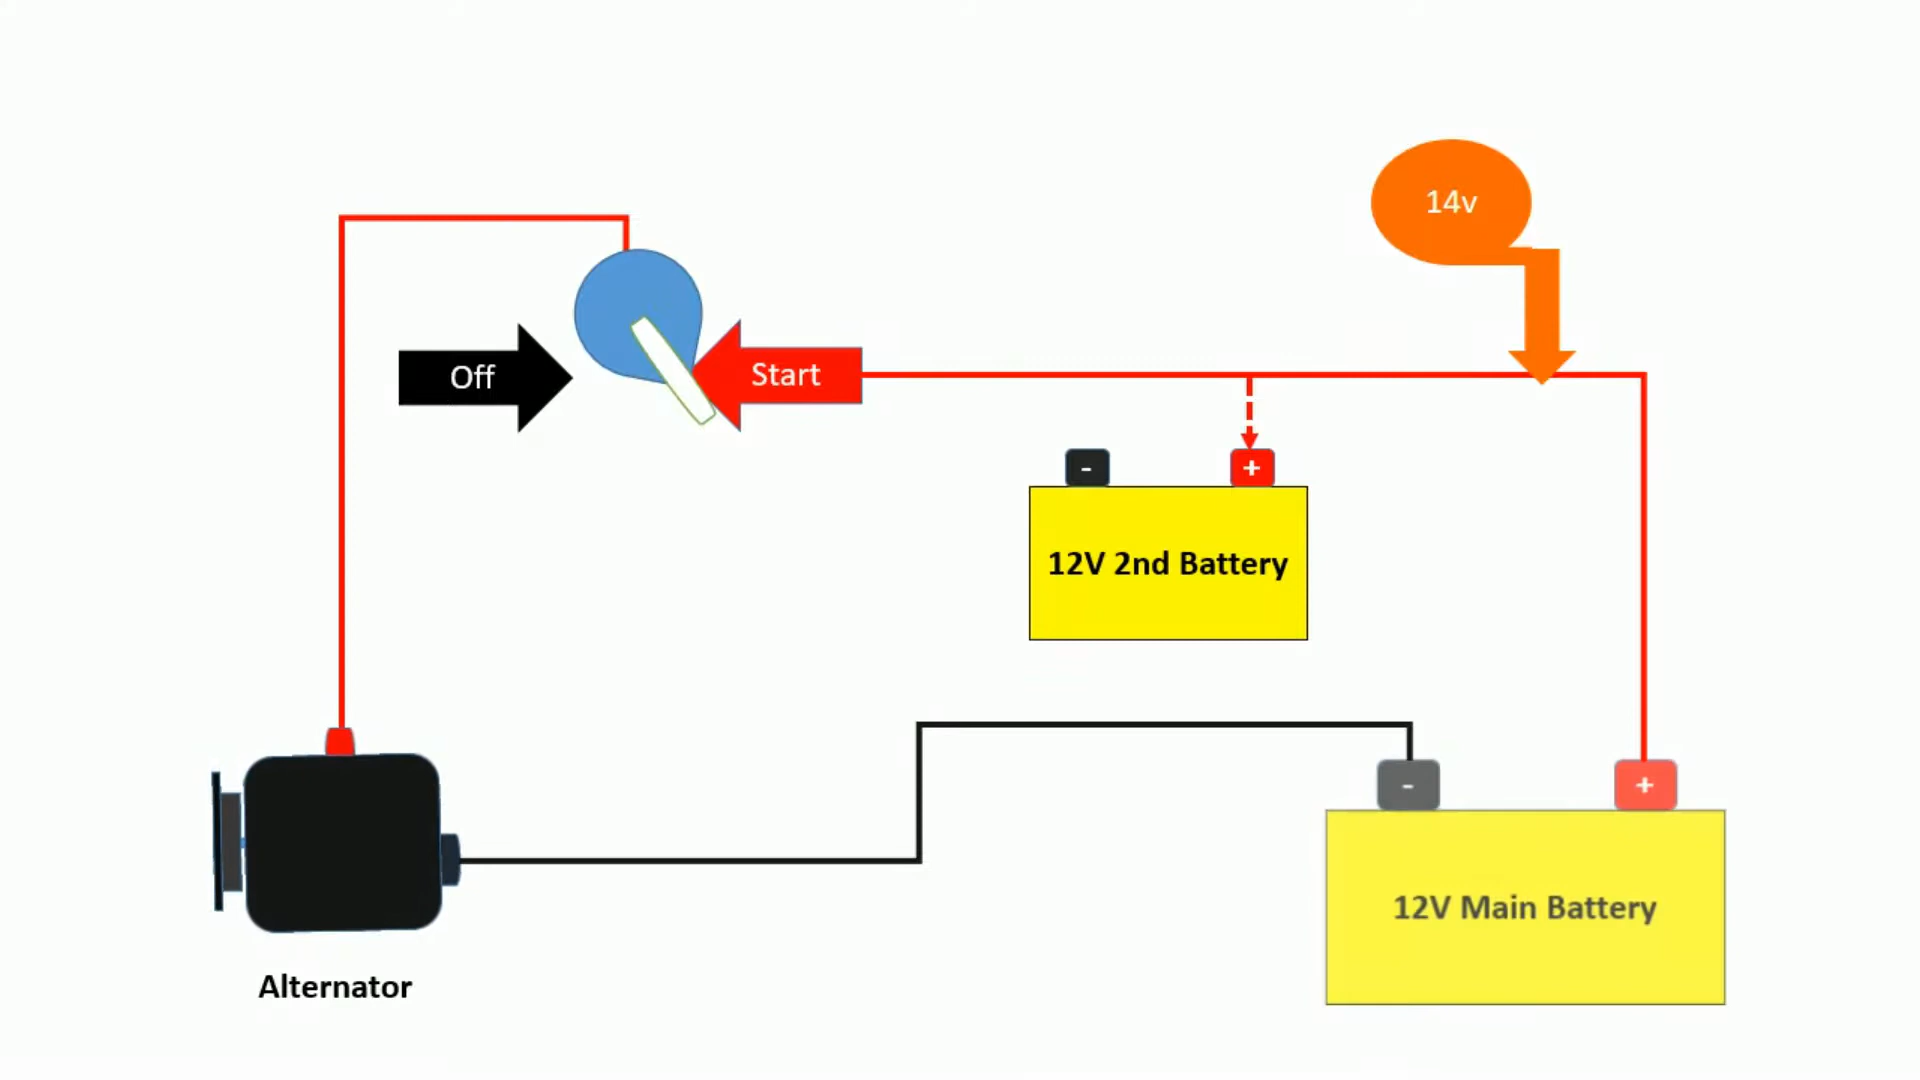 14v
Off
Start
-
+
12V 2nd Battery
-
+
12V Main Battery
Alternator